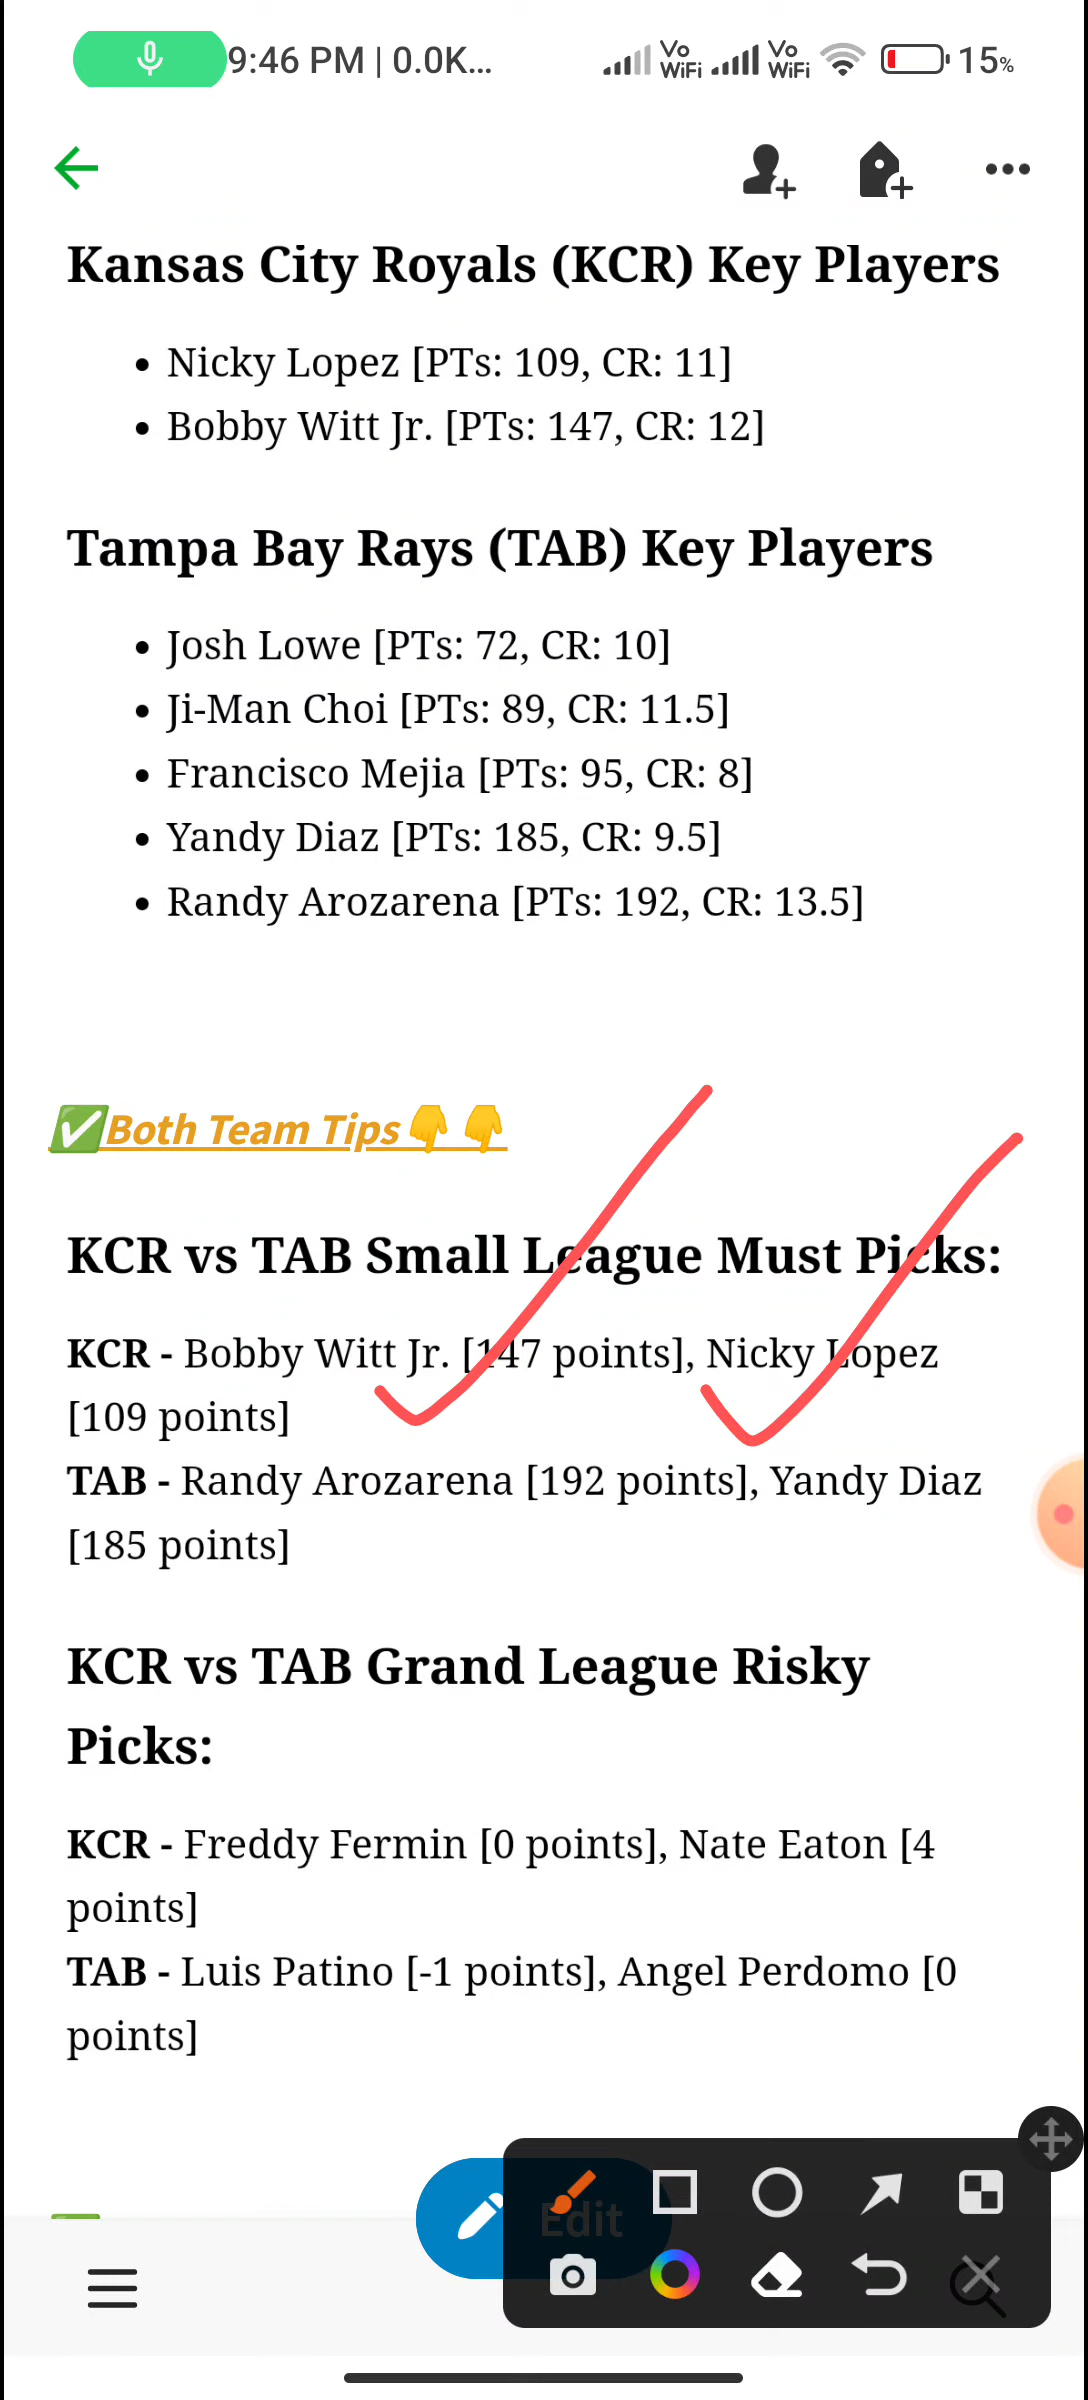 9:46 PM | 0.0K...
Vo WiFi
Vo WiFi
15%
Kansas City Royals (KCR) Key Players
• Nicky Lopez [PTs: 109, CR: 11]
• Bobby Witt Jr. [PTs: 147, CR: 12]
Tampa Bay Rays (TAB) Key Players
• Josh Lowe [PTs: 72, CR: 10]
• Ji-Man Choi [PTs: 89, CR: 11.5]
• Francisco Mejia [PTs: 95, CR: 8]
• Yandy Diaz [PTs: 185, CR: 9.5]
• Randy Arozarena [PTs: 192, CR: 13.5]
✅Both Team Tips👇👇
KCR vs TAB Small League Must Picks:
KCR - Bobby Witt Jr. [147 points], Nicky Lopez
[109 points]
TAB - Randy Arozarena [192 points], Yandy Diaz
[185 points]
KCR vs TAB Grand League Risky
Picks:
KCR - Freddy Fermin [0 points], Nate Eaton [4
points]
TAB - Luis Patino [-1 points], Angel Perdomo [0
points]
Edit